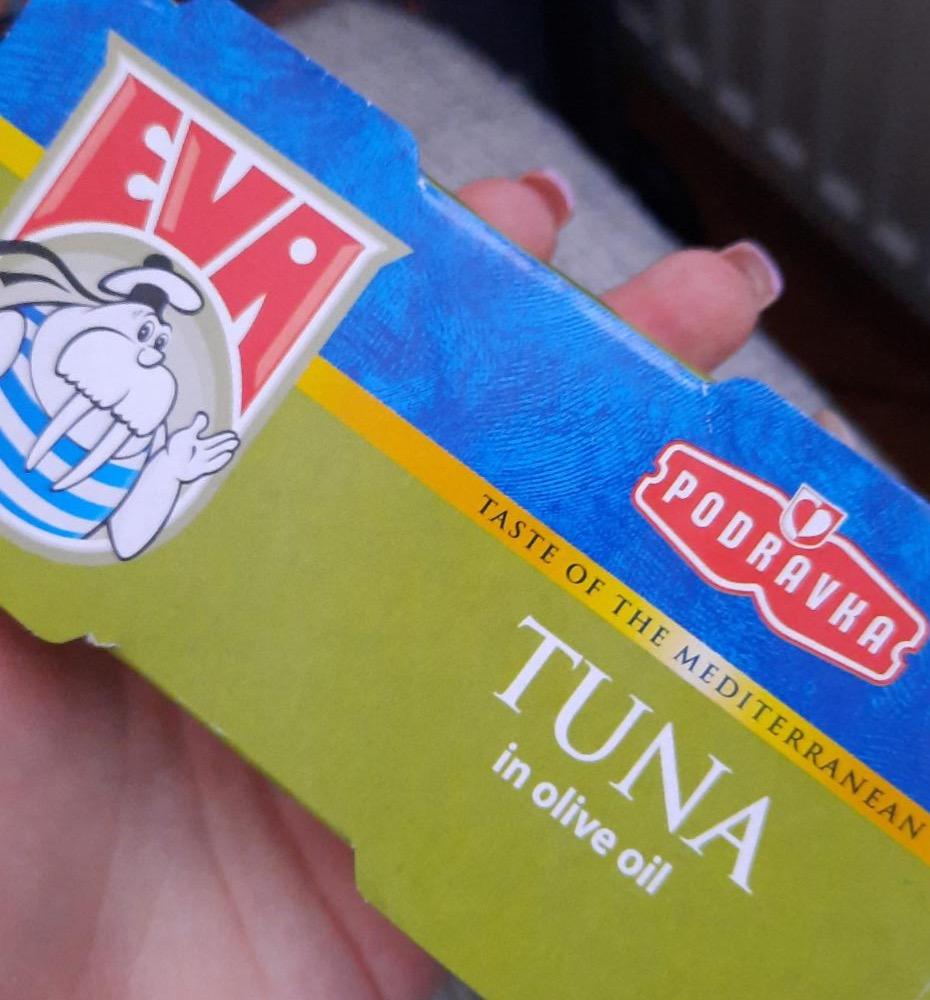 EVA
PODRAVKA
TASTE OF THE MEDITERRANEAN
TUNA
in olive oil